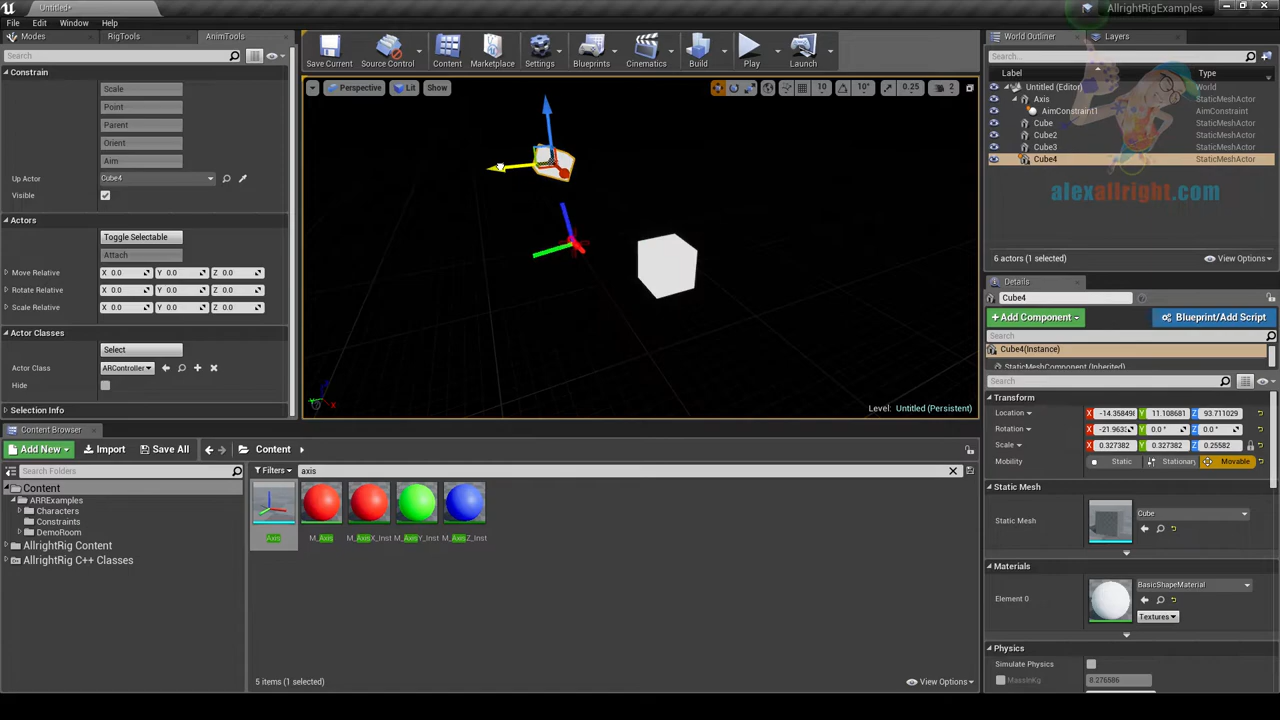 Untitled*
AllrightRigExamples
File Edit Window Help
Modes RigTools AnimTools
Search
Constrain
Scale
Point
Parent
Orient
Aim
Up Actor Cube4
Visible
Actors
Toggle Selectable
Attach
Move Relative X 0.0 Y 0.0 Z 0.0
Rotate Relative X 0.0 Y 0.0 Z 0.0
Scale Relative X 0.0 Y 0.0 Z 0.0
Actor Classes
Select
Actor Class ARController
Hide
Selection Info
Save Current Source Control Content Marketplace Settings Blueprints Cinematics Build Play Launch
Perspective Lit Show 10 10° 0.25 2
Level: Untitled (Persistent)
World Outliner Layers
Search...
Label Type
Untitled (Editor) World
Axis StaticMeshActor
AimConstraint1 AimConstraint
Cube StaticMeshActor
Cube2 StaticMeshActor
Cube3 StaticMeshActor
Cube4 StaticMeshActor
alexallright.com
6 actors (1 selected) View Options
Details
Cube4
+Add Component Blueprint/Add Script
Search
Cube4(Instance)
StaticMeshComponent (Inherited)
Search
Transform
Location X Y 11.108681 Z 93.711029
Rotation X Y 0.0° Z 0.0°
Scale X 0.327382 Y 0.327382 Z 0.25582
Mobility Static Stationary Movable
Static Mesh
Static Mesh Cube
Materials
Element 0 BasicShapeMaterial
Textures
Physics
Simulate Physics
MassInKg 8.276586
Content Browser
Add New Import Save All Content
Search Folders
Filters axis
Content
ARRExamples
Characters
Constraints
DemoRoom
AllrightRig Content
AllrightRig C++ Classes
Axis M_Axis M_AxisX_Inst M_AxisY_Inst M_AxisZ_Inst
5 items (1 selected) View Options